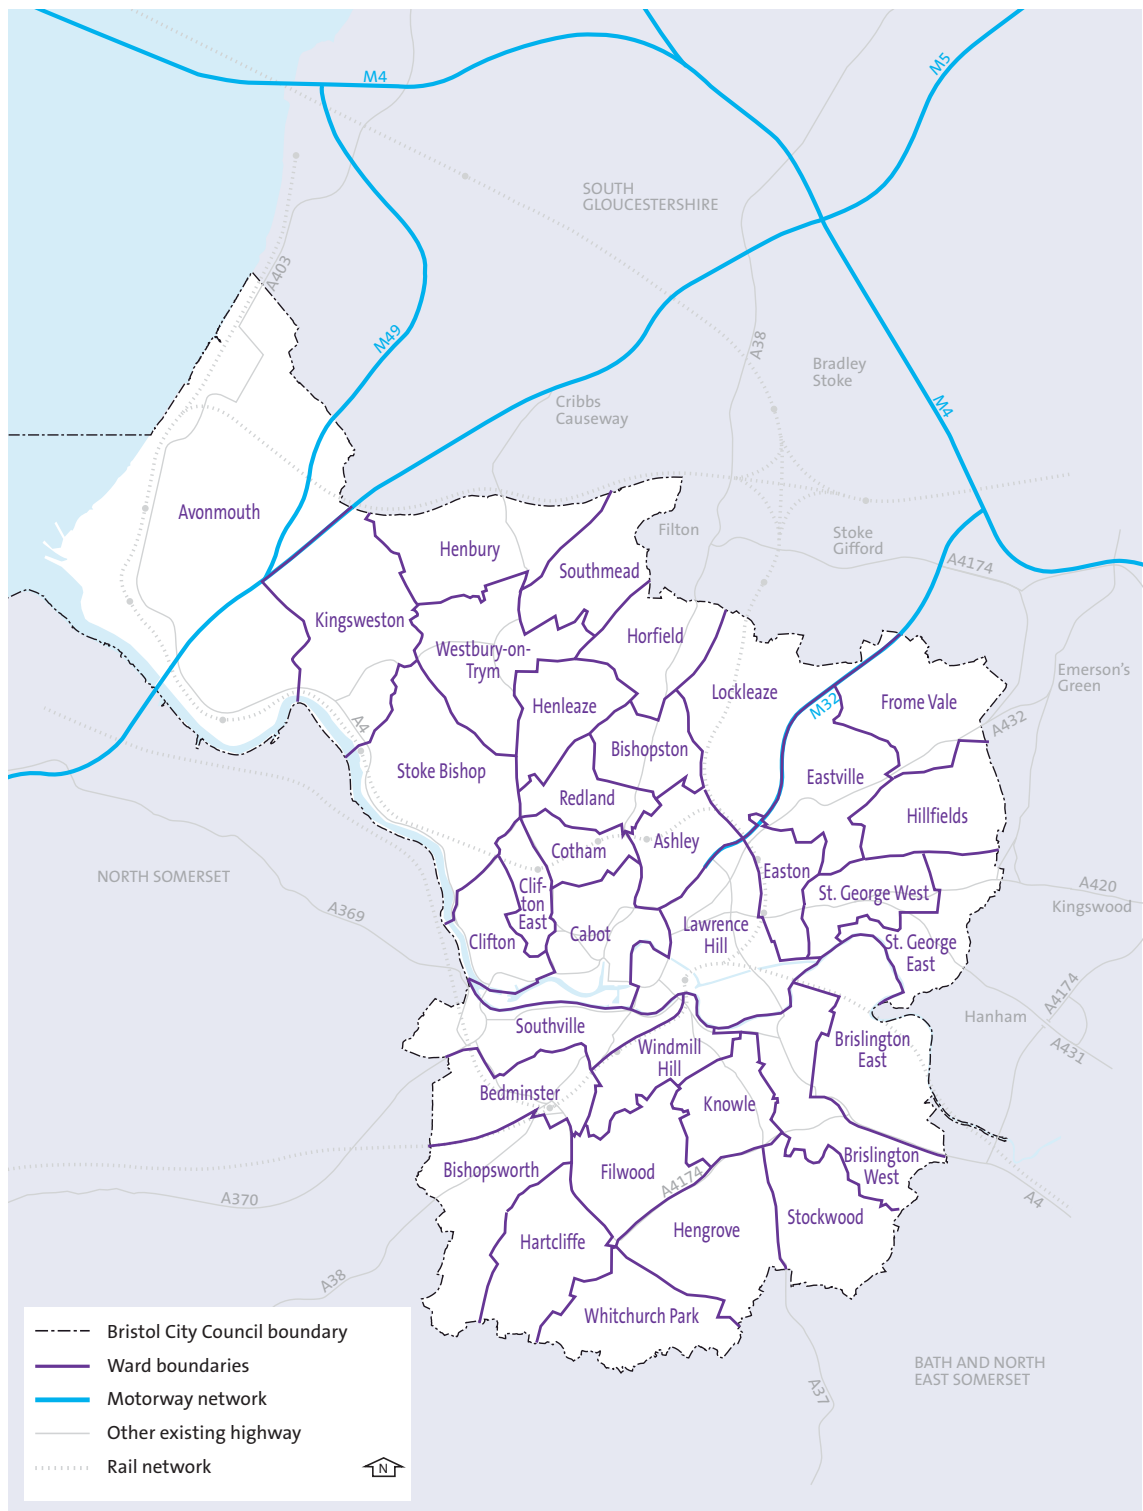 M4
M5
SOUTH
GLOUCESTERSHIRE
A403
M49
A38
Bradley
Stoke
Cribbs
Causeway
M4
Avonmouth
Filton
Stoke
Gifford
Henbury
Southmead
A4174
Kingsweston
Horfield
Westbury-on-
Trym
Emerson's
Green
Lockleaze
Henleaze
M32
Frome Vale
A432
A4
Bishopston
Stoke Bishop
Eastville
Redland
Hillfields
Ashley
Cotham
Easton
NORTH SOMERSET
Clif-
ton
East
St. George West
A420
Kingswood
A369
Clifton
Cabot
Lawrence
Hill
St. George
East
A4174
Hanham
Southville
Windmill
Hill
Brislington
East
A431
Bedminster
Knowle
Bishopsworth
Filwood
A4174
Brislington
West
A370
A4
Hengrove
Stockwood
Hartcliffe
A38
Whitchurch Park
BATH AND NORTH
EAST SOMERSET
A37
Bristol City Council boundary
Ward boundaries
Motorway network
Other existing highway
Rail network
N